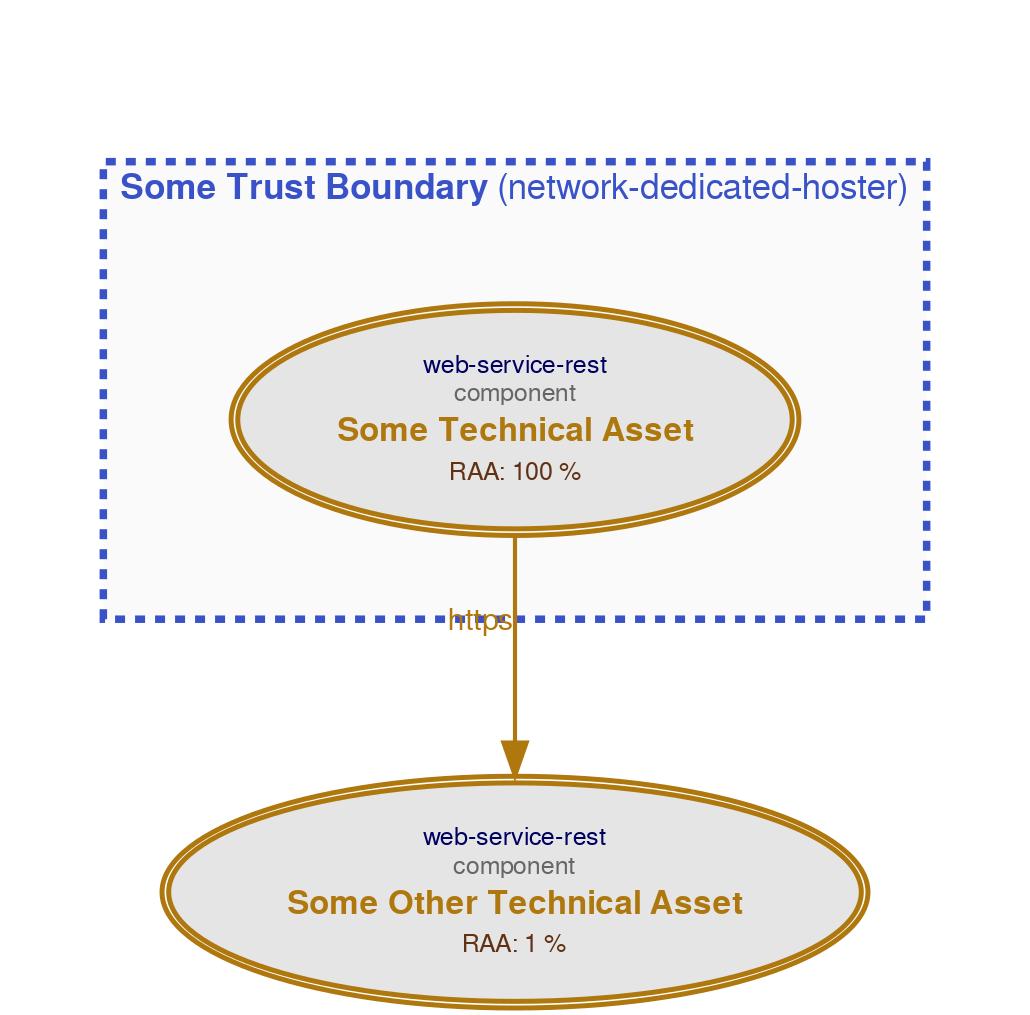 Some Trust Boundary (network-dedicated-hoster)
web-service-rest
component
Some Technical Asset
RAA: 100 %
https
web-service-rest
component
Some Other Technical Asset
RAA: 1 %